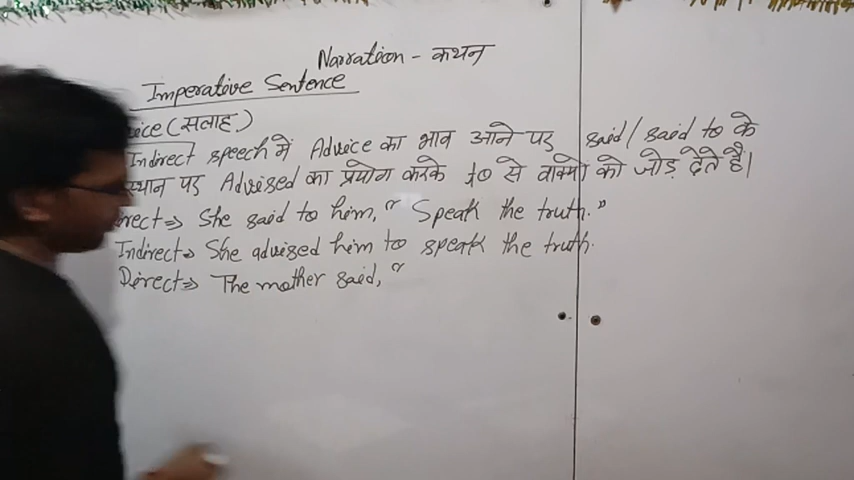 Narration - कथन
Imperative Sentence
vice (सलाह)
Indirect speech में Advice का भाव आने पर said/said to के
स्थान पर Advised का प्रयोग करके to से वाक्यो को जोड़ देते हैं।
rect⇒ She said to him, “Speak the truth.”
Indirect⇒ She advised him to speak the truth.
Direct⇒ The mother said, “